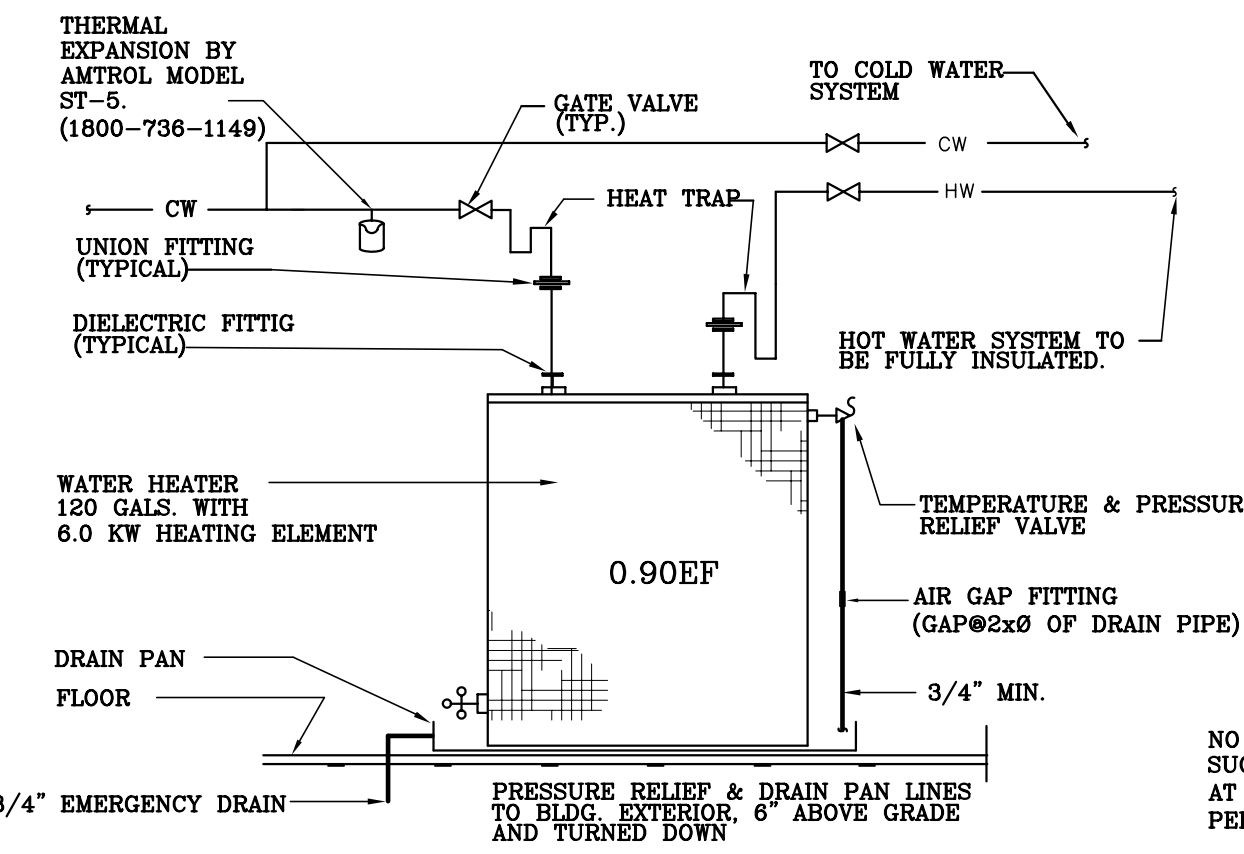 THERMAL
EXPANSION BY
AMTROL MODEL
ST-5.
(1800-736-1149)
GATE VALVE
(TYP.)
TO COLD WATER
SYSTEM
CW
HW
CW
HEAT TRAP
UNION FITTING
(TYPICAL)
DIELECTRIC FITTIG
(TYPICAL)
HOT WATER SYSTEM TO
BE FULLY INSULATED.
WATER HEATER
120 GALS. WITH
6.0 KW HEATING ELEMENT
0.90EF
TEMPERATURE & PRESSUR
RELIEF VALVE
AIR GAP FITTING
(GAP@2xØ OF DRAIN PIPE)
DRAIN PAN
FLOOR
3/4" MIN.
3/4" EMERGENCY DRAIN
PRESSURE RELIEF & DRAIN PAN LINES
TO BLDG. EXTERIOR, 6" ABOVE GRADE
AND TURNED DOWN
NO
AT